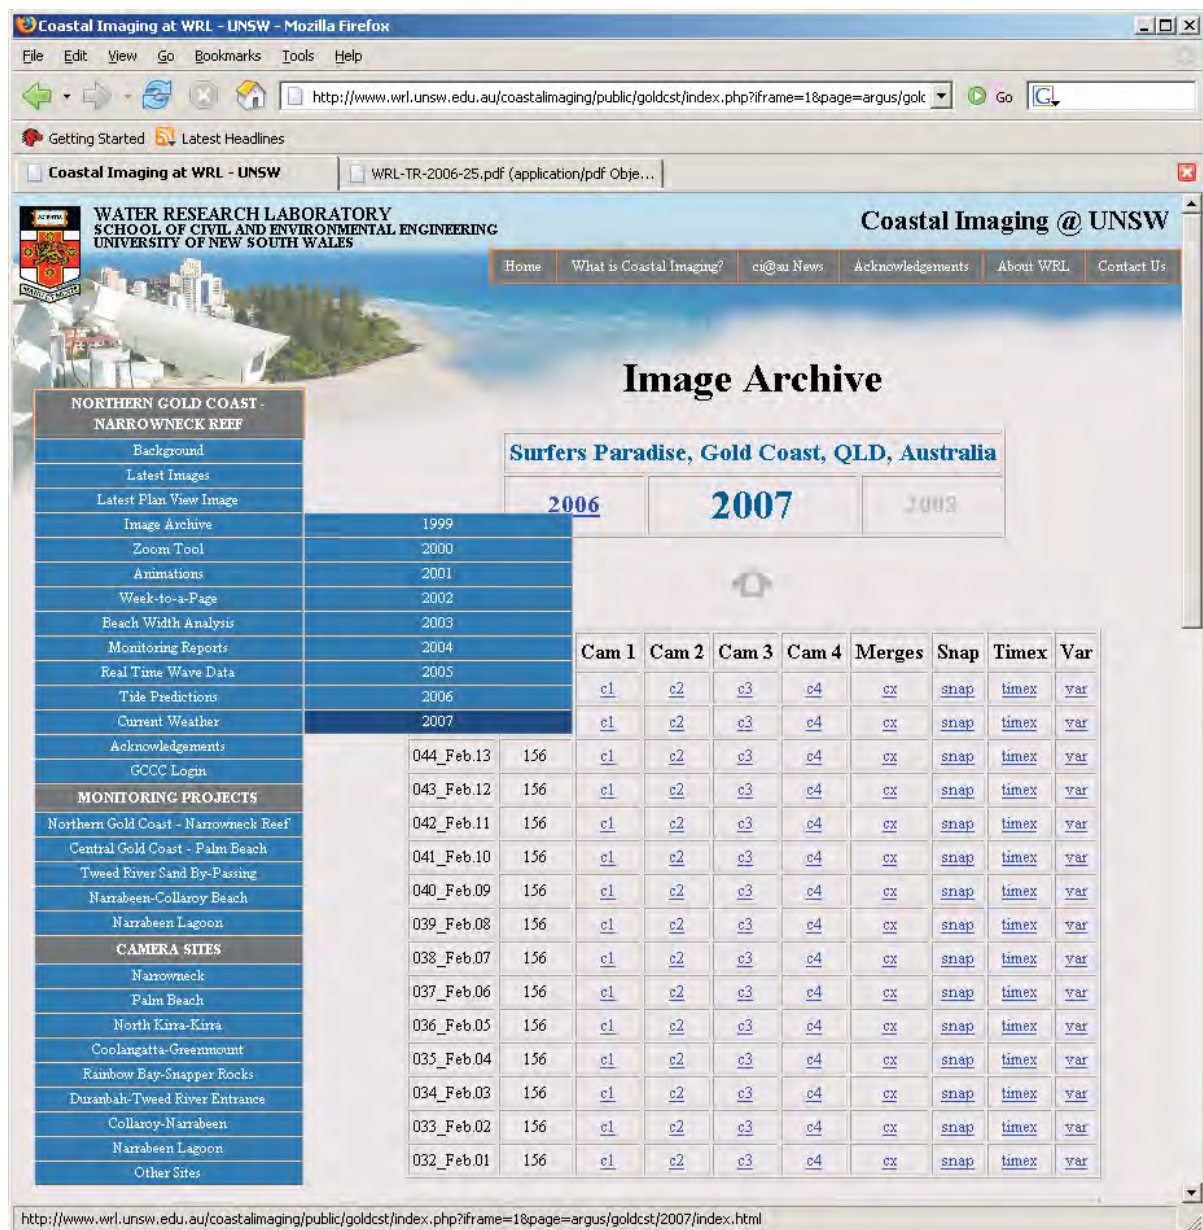 Coastal Imaging at WRL - UNSW - Mozilla Firefox
File Edit View Go Bookmarks Tools Help
http://www.wrl.unsw.edu.au/coastalimaging/public/goldcst/index.php?iframe=1&page=argus/golc Go G
Getting Started Latest Headlines
Coastal Imaging at WRL - UNSW WRL-TR-2006-25.pdf (application/pdf Obje...
WATER RESEARCH LABORATORY
SCHOOL OF CIVIL AND ENVIRONMENTAL ENGINEERING
UNIVERSITY OF NEW SOUTH WALES
Coastal Imaging @ UNSW
Home What is Coastal Imaging? ci@au News Acknowledgements About WRL Contact Us
Image Archive
Surfers Paradise, Gold Coast, QLD, Australia
2006 2007 2008
NORTHERN GOLD COAST -
NARROWNECK REEF
Background
Latest Images
Latest Plan View Image
Image Archive
Zoom Tool
Animations
Week-to-a-Page
Beach Width Analysis
Monitoring Reports
Real Time Wave Data
Tide Predictions
Current Weather
Acknowledgements
GCCC Login
MONITORING PROJECTS
Northern Gold Coast - Narrowneck Reef
Central Gold Coast - Palm Beach
Tweed River Sand By-Passing
Narrabeen-Collaroy Beach
Narrabeen Lagoon
CAMERA SITES
Narrowneck
Palm Beach
North Kirra-Kirra
Coolangatta-Greenmount
Rainbow Bay-Snapper Rocks
Duranbah-Tweed River Entrance
Collaroy-Narrabeen
Narrabeen Lagoon
Other Sites
1999
2000
2001
2002
2003
2004
2005
2006
2007
Cam 1 Cam 2 Cam 3 Cam 4 Merges Snap Timex Var
c1 c2 c3 c4 cx snap timex var
c1 c2 c3 c4 cx snap timex var
044_Feb.13 156 c1 c2 c3 c4 cx snap timex var
043_Feb.12 156 c1 c2 c3 c4 cx snap timex var
042_Feb.11 156 c1 c2 c3 c4 cx snap timex var
041_Feb.10 156 c1 c2 c3 c4 cx snap timex var
040_Feb.09 156 c1 c2 c3 c4 cx snap timex var
039_Feb.08 156 c1 c2 c3 c4 cx snap timex var
038_Feb.07 156 c1 c2 c3 c4 cx snap timex var
037_Feb.06 156 c1 c2 c3 c4 cx snap timex var
036_Feb.05 156 c1 c2 c3 c4 cx snap timex var
035_Feb.04 156 c1 c2 c3 c4 cx snap timex var
034_Feb.03 156 c1 c2 c3 c4 cx snap timex var
033_Feb.02 156 c1 c2 c3 c4 cx snap timex var
032_Feb.01 156 c1 c2 c3 c4 cx snap timex var
http://www.wrl.unsw.edu.au/coastalimaging/public/goldcst/index.php?iframe=1&page=argus/goldcst/2007/index.html